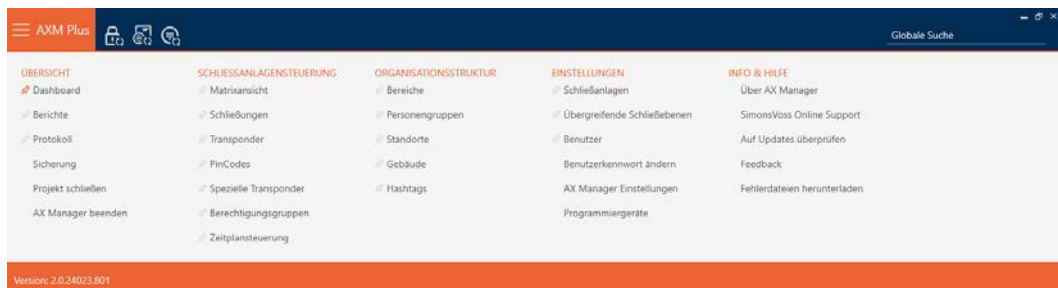 AXM Plus
Globale Suche
ÜBERSICHT
Dashboard
Berichte
Protokoll
Sicherung
Projekt schließen
AX Manager beenden
SCHLIESSANLAGENSTEUERUNG
Matrixansicht
Schließungen
Transponder
PinCodes
Spezielle Transponder
Berechtigungsgruppen
Zeitplansteuerung
ORGANISATIONSSTRUKTUR
Bereiche
Personengruppen
Standorte
Gebäude
Hashtags
EINSTELLUNGEN
Schließanlagen
Übergreifende Schließebenen
Benutzer
Benutzerkennwort ändern
AX Manager Einstellungen
Programmiergeräte
INFO & HILFE
Über AX Manager
SimonsVoss Online Support
Auf Updates überprüfen
Feedback
Fehlerdateien herunterladen
Version: 2.0.24023.801